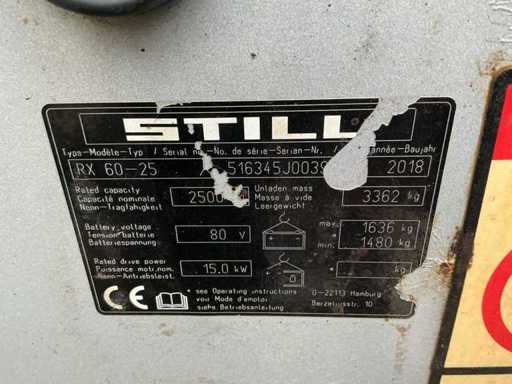 STILL
Type-Modèle-Typ / Serial no.-No. de série-Serien-Nr. / année-Baujahr
RX 60-25 516345J0039 2018
Rated capacity
Capacité nominale
Nenn-Tragfähigkeit
2500
Unladen mass
Masse à vide
Leergewicht
3362 kg
Battery voltage
Tension batterie
Batteriespannung
80 V
max. 1636 kg
min. 1480 kg
Rated drive power
Puissance motr.nom.
Nenn-Antriebsleist.
15.0 kW
* kg
CE
* see Operating instructions
voir Mode d'emploi
siehe Betriebsanleitung
D-22113 Hamburg
Berzeliusstr. 10